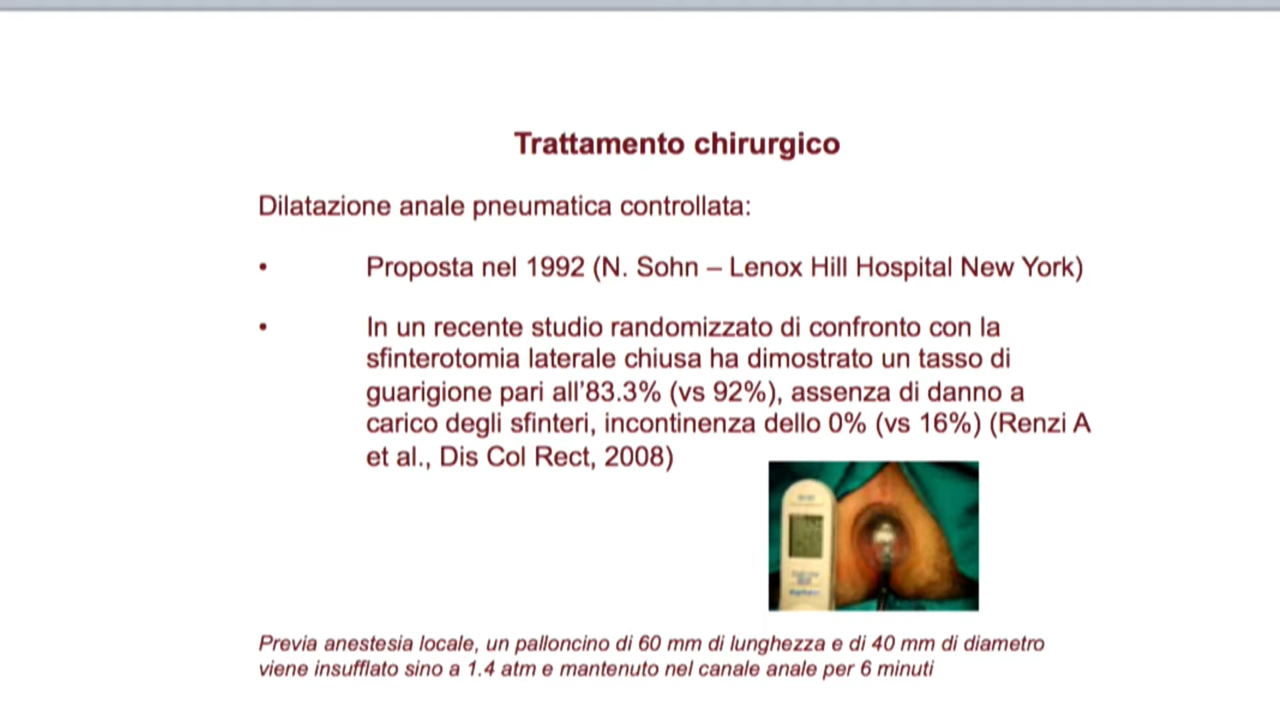 Trattamento chirurgico
Dilatazione anale pneumatica controllata:
• Proposta nel 1992 (N. Sohn – Lenox Hill Hospital New York)
• In un recente studio randomizzato di confronto con la
sfinterotomia laterale chiusa ha dimostrato un tasso di
guarigione pari all'83.3% (vs 92%), assenza di danno a
carico degli sfinteri, incontinenza dello 0% (vs 16%) (Renzi A
et al., Dis Col Rect, 2008)
Previa anestesia locale, un palloncino di 60 mm di lunghezza e di 40 mm di diametro
viene insufflato sino a 1.4 atm e mantenuto nel canale anale per 6 minuti